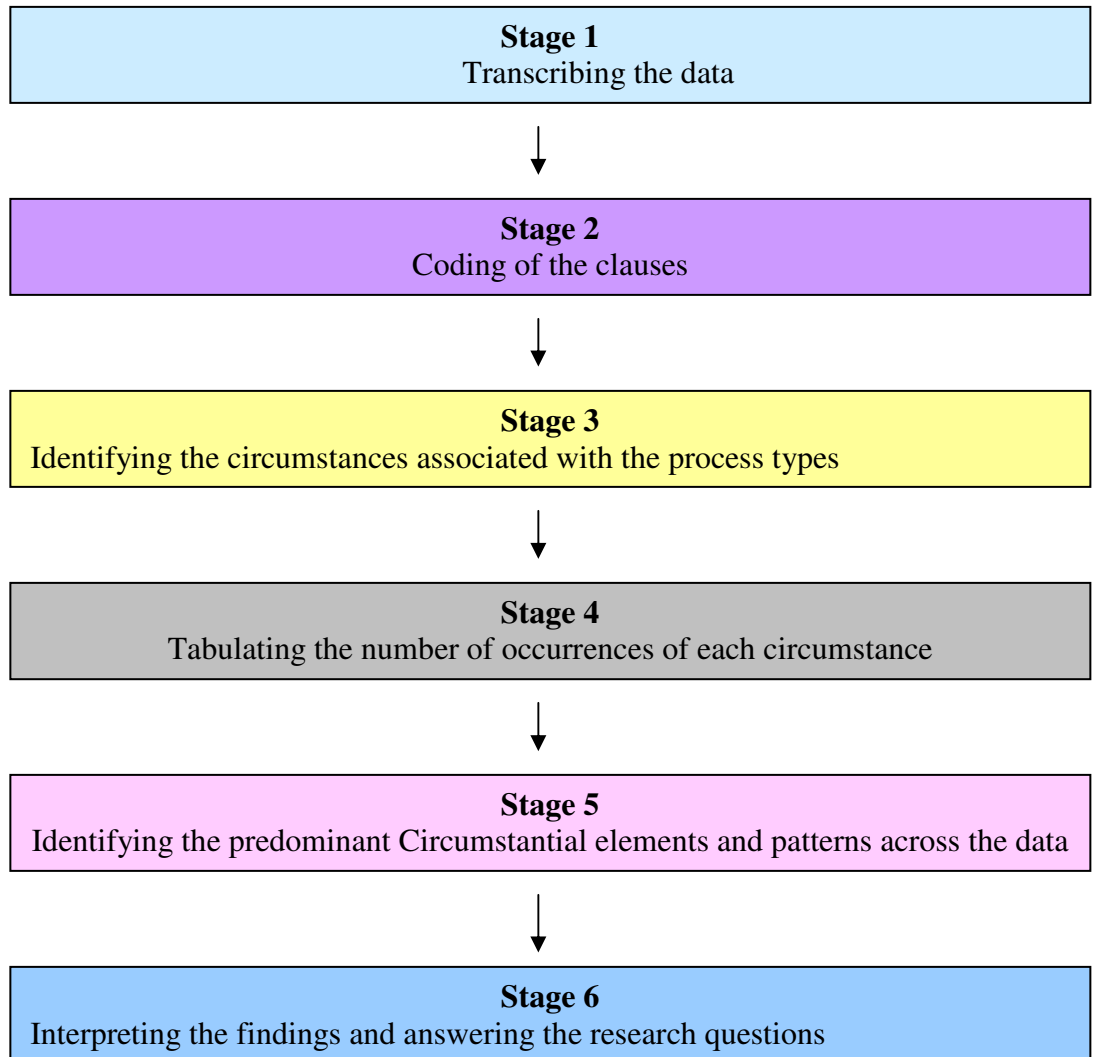 Stage 1
Transcribing the data
Stage 2
Coding of the clauses
Stage 3
Identifying the circumstances associated with the process types
Stage 4
Tabulating the number of occurrences of each circumstance
Stage 5
Identifying the predominant Circumstantial elements and patterns across the data
Stage 6
Interpreting the findings and answering the research questions